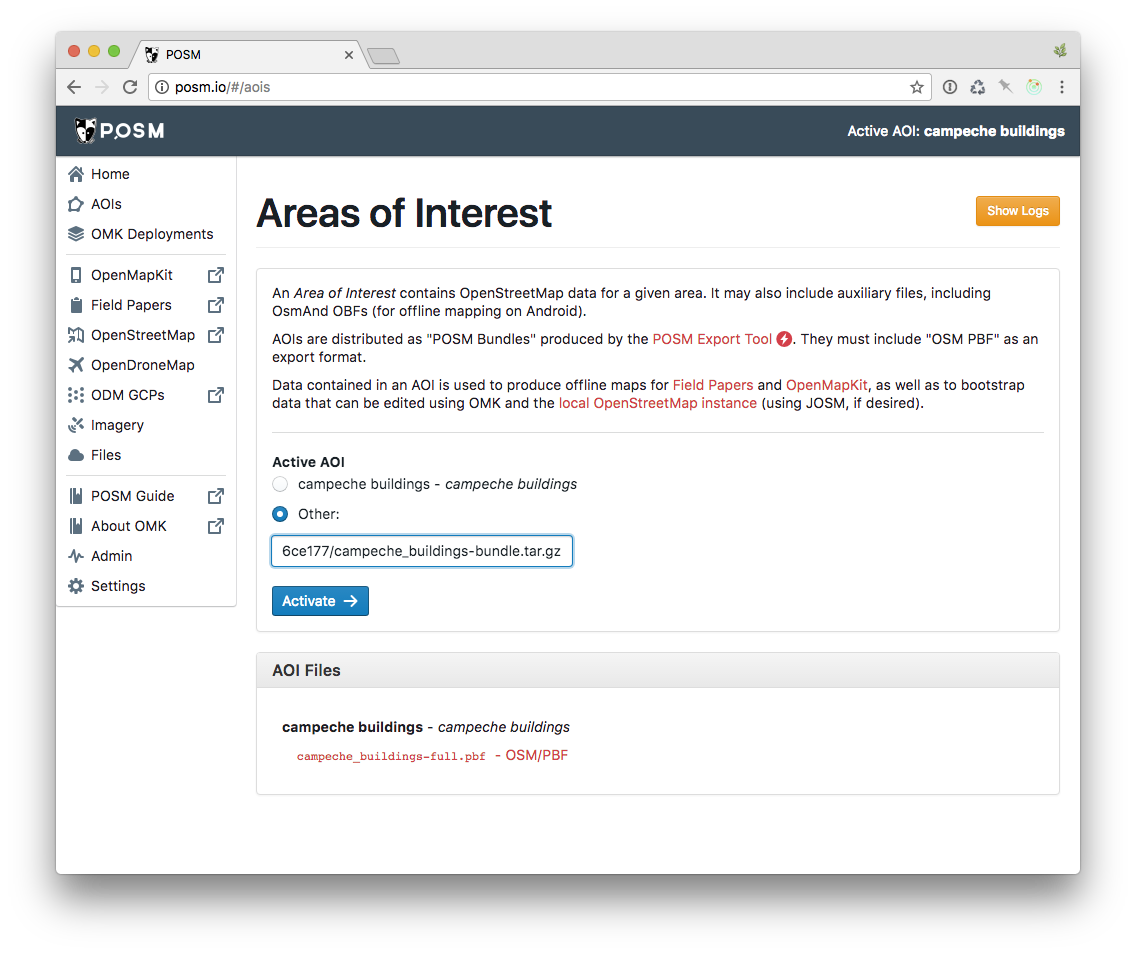 POSM
posm.io/#/aois
POSM
Active AOI: campeche buildings
Home
AOIs
OMK Deployments
OpenMapKit
Field Papers
OpenStreetMap
OpenDroneMap
ODM GCPs
Imagery
Files
POSM Guide
About OMK
Admin
Settings
Areas of Interest
Show Logs
An Area of Interest contains OpenStreetMap data for a given area. It may also include auxiliary files, including
OsmAnd OBFs (for offline mapping on Android).
AOIs are distributed as "POSM Bundles" produced by the POSM Export Tool. They must include "OSM PBF" as an
export format.
Data contained in an AOI is used to produce offline maps for Field Papers and OpenMapKit, as well as to bootstrap
data that can be edited using OMK and the local OpenStreetMap instance (using JOSM, if desired).
Active AOI
campeche buildings - campeche buildings
Other:
6ce177/campeche_buildings-bundle.tar.gz
Activate
AOI Files
campeche buildings - campeche buildings
campeche_buildings-full.pbf - OSM/PBF